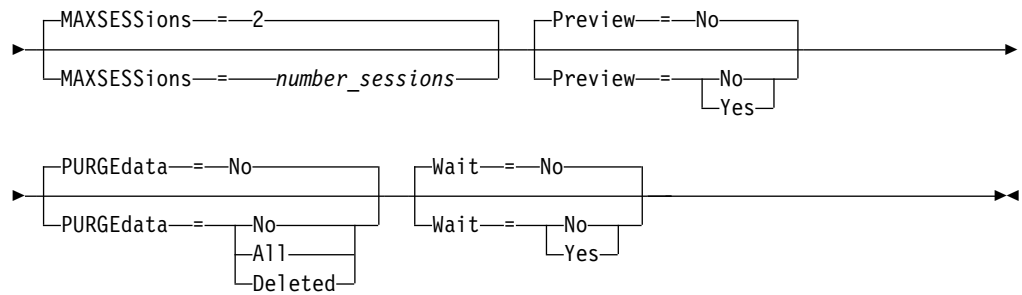 MAXSESSions = 2 Preview = No
MAXSESSions = number_sessions Preview = No
Yes
PURGEdata = No Wait = No
PURGEdata = No Wait = No
All Yes
Deleted